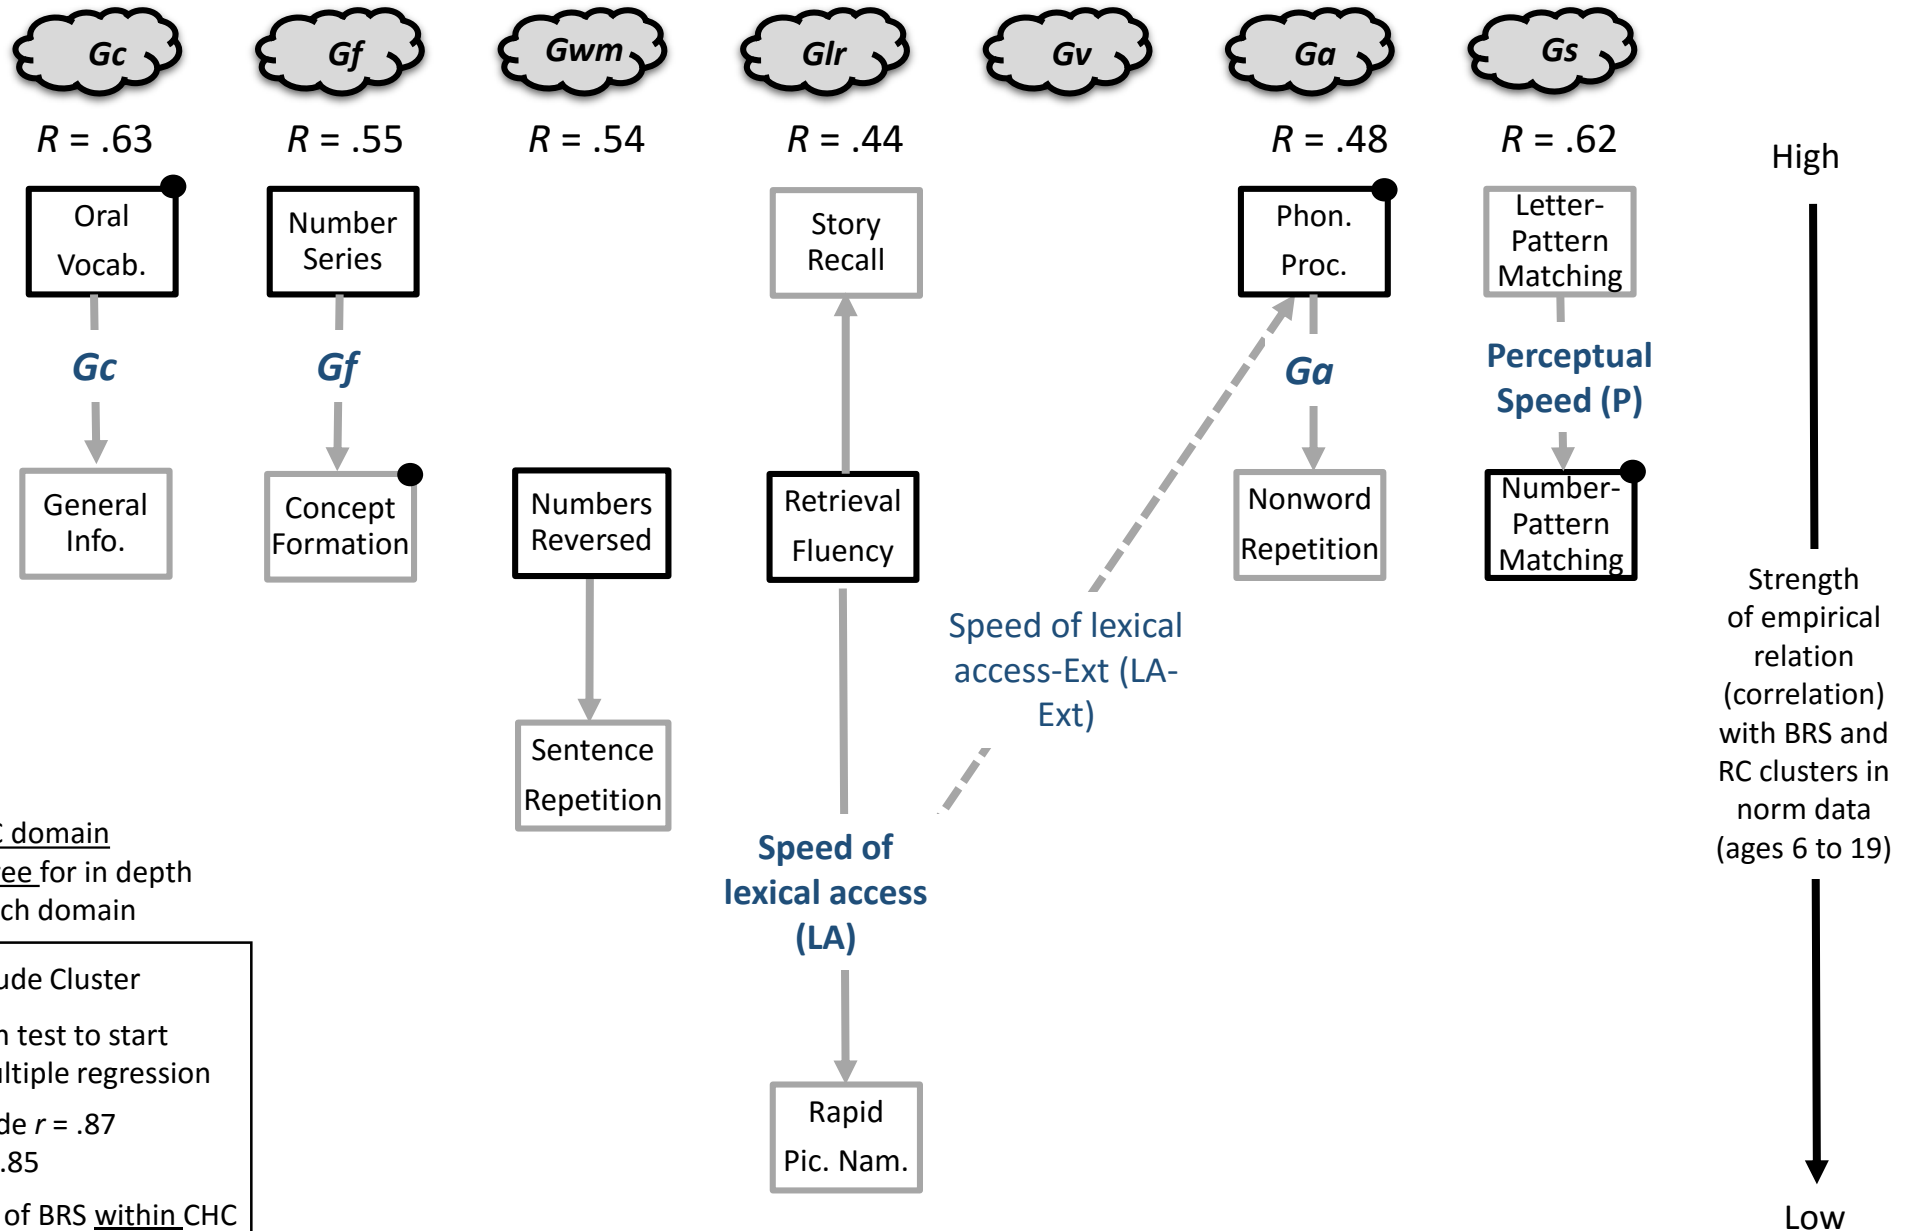 Gc
Gf
Gwm
Glr
Gv
Ga
Gs
R = .63
R = .55
R = .54
R = .44
R = .48
R = .62
High
Oral
Vocab.
Number
Series
Story
Recall
Phon.
Proc.
Letter-
Pattern
Matching
Gc
Gf
Ga
Perceptual
Speed (P)
General
Info.
Concept
Formation
Numbers
Reversed
Retrieval
Fluency
Nonword
Repetition
Number-
Pattern
Matching
Speed of lexical
access-Ext (LA-
Ext)
Sentence
Repetition
Strength
of empirical
relation
(correlation)
with BRS and
RC clusters in
norm data
(ages 6 to 19)
Speed of
lexical access
(LA)
Rapid
Pic. Nam.
Low
domain
for in depth
domain
Cluster
test to start
regression
r = .87
.85
of BRS within CHC